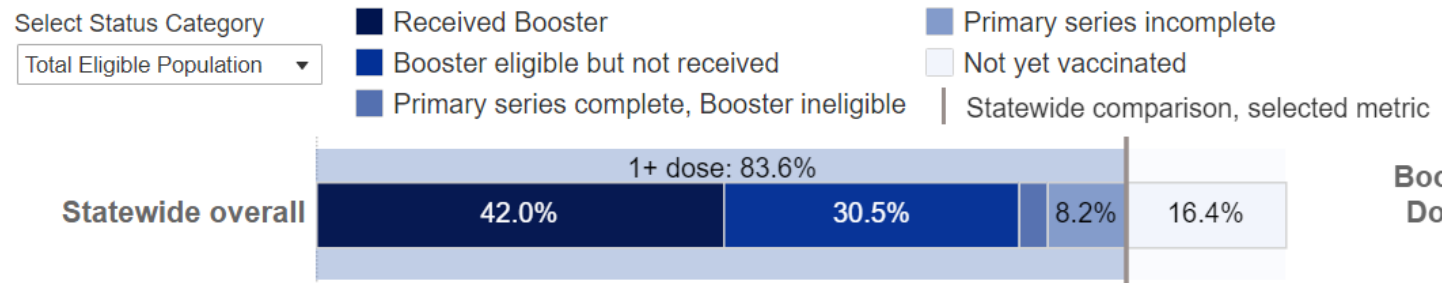 Select Status Category
Total Eligible Population
Received Booster
Booster eligible but not received
Primary series complete, Booster ineligible
Primary series incomplete
Not yet vaccinated
Statewide comparison, selected metric
1+ dose: 83.6%
Statewide overall
42.0%
30.5%
8.2%
16.4%